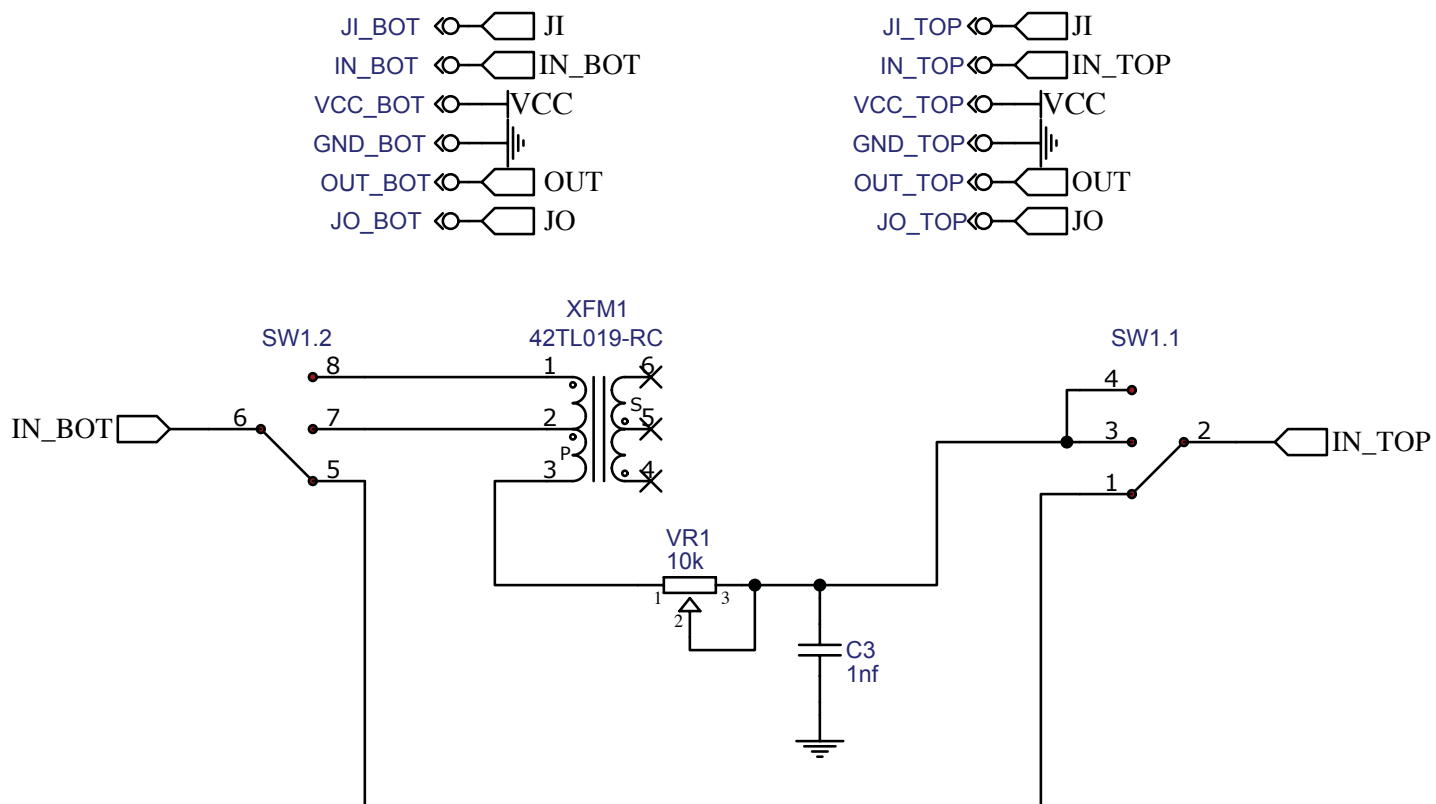 JI_BOT JI JI_TOP JI
IN_BOT IN_BOT IN_TOP IN_TOP
VCC_BOT VCC VCC_TOP VCC
GND_BOT GND_TOP
OUT_BOT OUT OUT_TOP OUT
JO_BOT JO JO_TOP JO
XFM1
SW1.2 42TL019-RC SW1.1
8 1 6 4
S
IN_BOT 6 7 2 5 3 2 IN_TOP
P
5 3 4 1
VR1
10k
1 3
2
C3
1nf